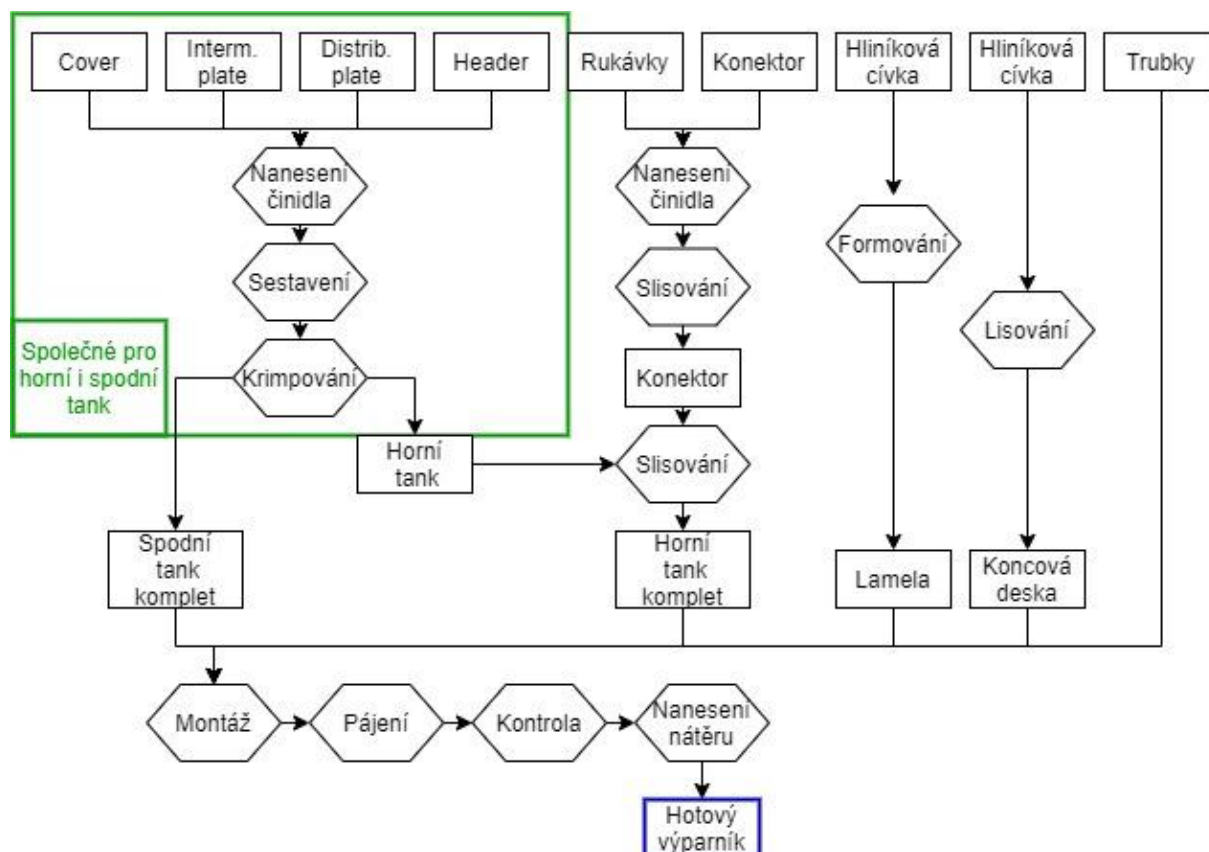 Cover
Interm.
plate
Distrib.
plate
Header
Rukávky
Konektor
Hliníková
cívka
Hliníková
cívka
Trubky
Nanesení
činidla
Nanesení
činidla
Formování
Sestavení
Slisování
Lisování
Společné pro
horní i spodní
tank
Krimpování
Konektor
Horní
tank
Slisování
Spodní
tank
komplet
Horní
tank
komplet
Lamela
Koncová
deska
Montáž
Pájení
Kontrola
Nanesení
nátěru
Hotový
výparník